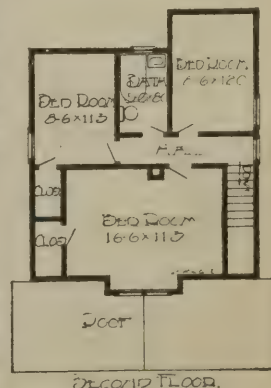 BED ROOM
BATH
BED ROOM
8-6×11-3
HALL
CLOS
CLOS
BED ROOM
16-6×11-3
ROOF
SECOND FLOOR.